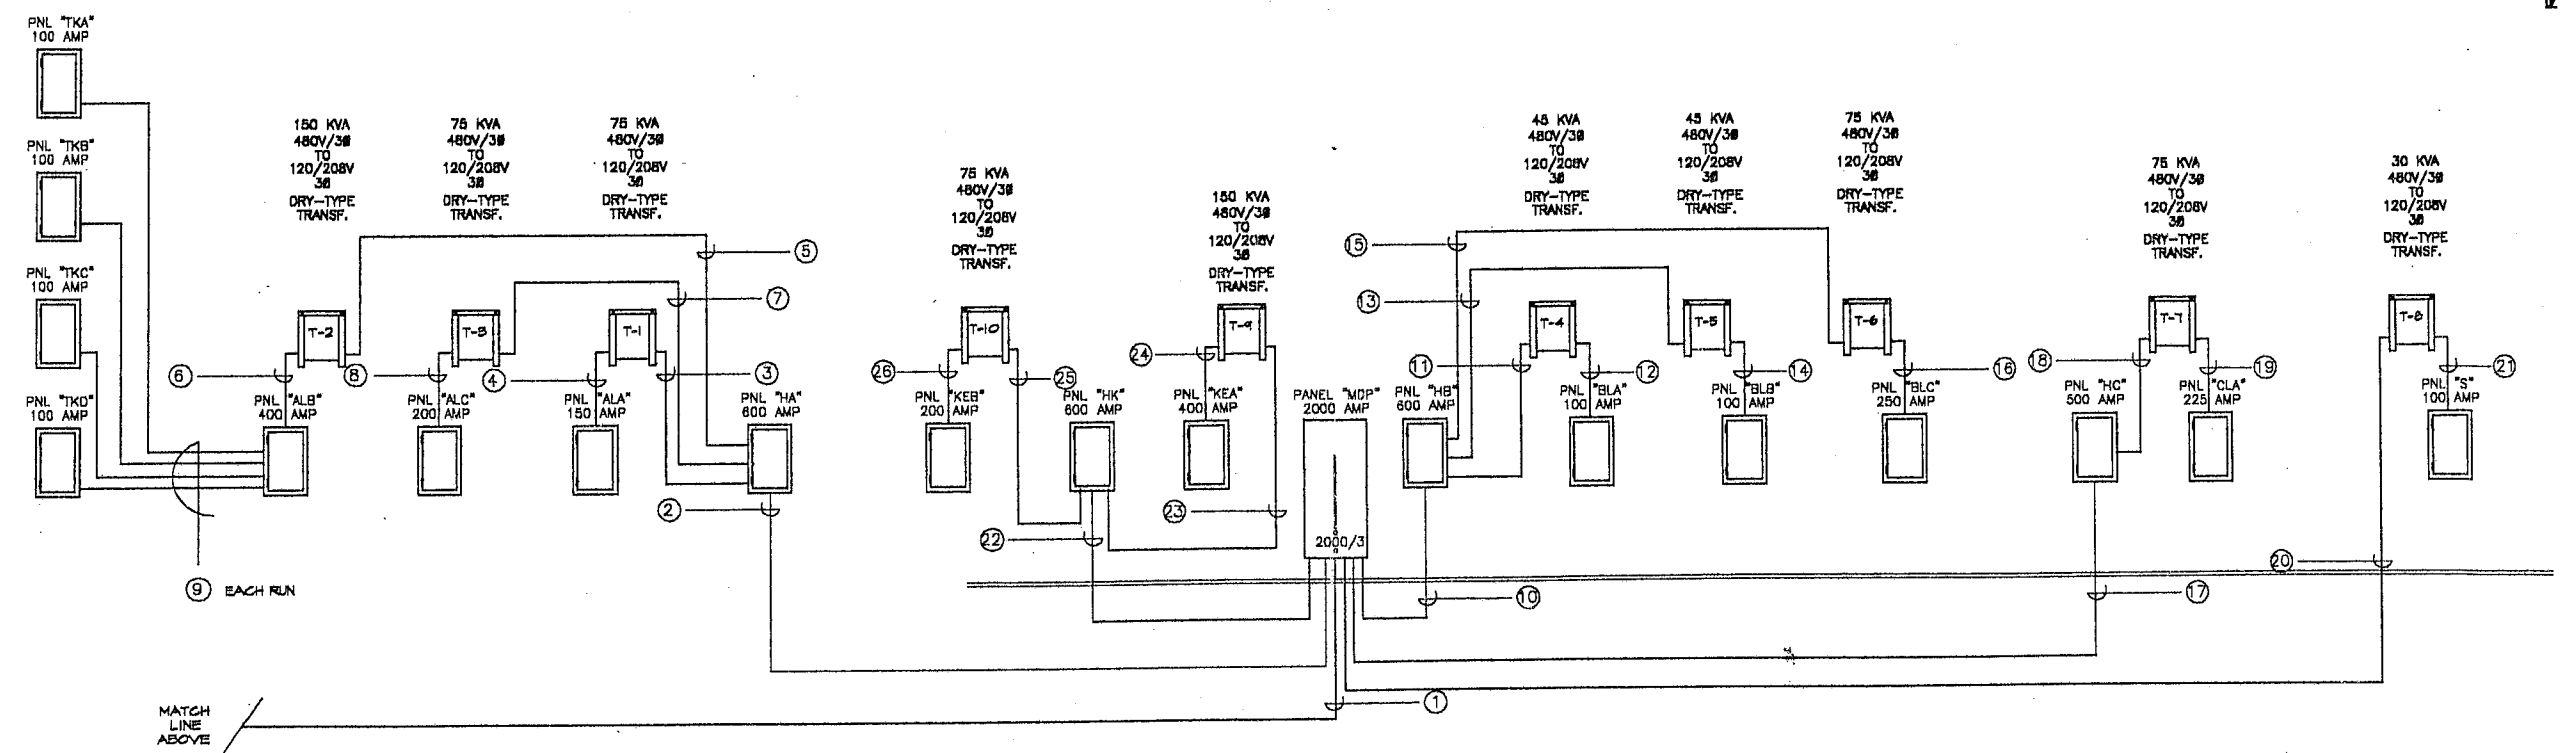 PNL "TKA"
100 AMP
PNL "TKB"
100 AMP
PNL "TKC"
100 AMP
PNL "TKD"
100 AMP
150 KVA
480V/3Ø
TO
120/208V
3Ø
DRY-TYPE
TRANSF.
75 KVA
480V/3Ø
TO
120/208V
3Ø
DRY-TYPE
TRANSF.
75 KVA
480V/3Ø
TO
120/208V
3Ø
DRY-TYPE
TRANSF.
75 KVA
480V/3Ø
TO
120/208V
3Ø
DRY-TYPE
TRANSF.
150 KVA
480V/3Ø
TO
120/208V
3Ø
DRY-TYPE
TRANSF.
45 KVA
480V/3Ø
TO
120/208V
3Ø
DRY-TYPE
TRANSF.
45 KVA
480V/3Ø
TO
120/208V
3Ø
DRY-TYPE
TRANSF.
75 KVA
480V/3Ø
TO
120/208V
3Ø
DRY-TYPE
TRANSF.
75 KVA
480V/3Ø
TO
120/208V
3Ø
DRY-TYPE
TRANSF.
30 KVA
480V/3Ø
TO
120/208V
3Ø
DRY-TYPE
TRANSF.
5
7
15
13
T-2
T-3
T-1
T-10
T-9
T-4
T-5
T-6
T-7
T-8
6
8
4
3
26
25
24
11
12
14
16
18
19
21
PNL "ALB"
400 AMP
PNL "ALC"
200 AMP
PNL "ALA"
150 AMP
PNL "HA"
600 AMP
PNL "KEB"
200 AMP
PNL "HK"
600 AMP
PNL "KEA"
400 AMP
PANEL "MDP"
2000 AMP
PNL "HB"
600 AMP
PNL "BLA"
100 AMP
PNL "BLB"
100 AMP
PNL "BLC"
250 AMP
PNL "HC"
500 AMP
PNL "CLA"
225 AMP
PNL "S"
100 AMP
2
22
23
2000/3
20
9 EACH RUN
10
17
1
MATCH
LINE
ABOVE